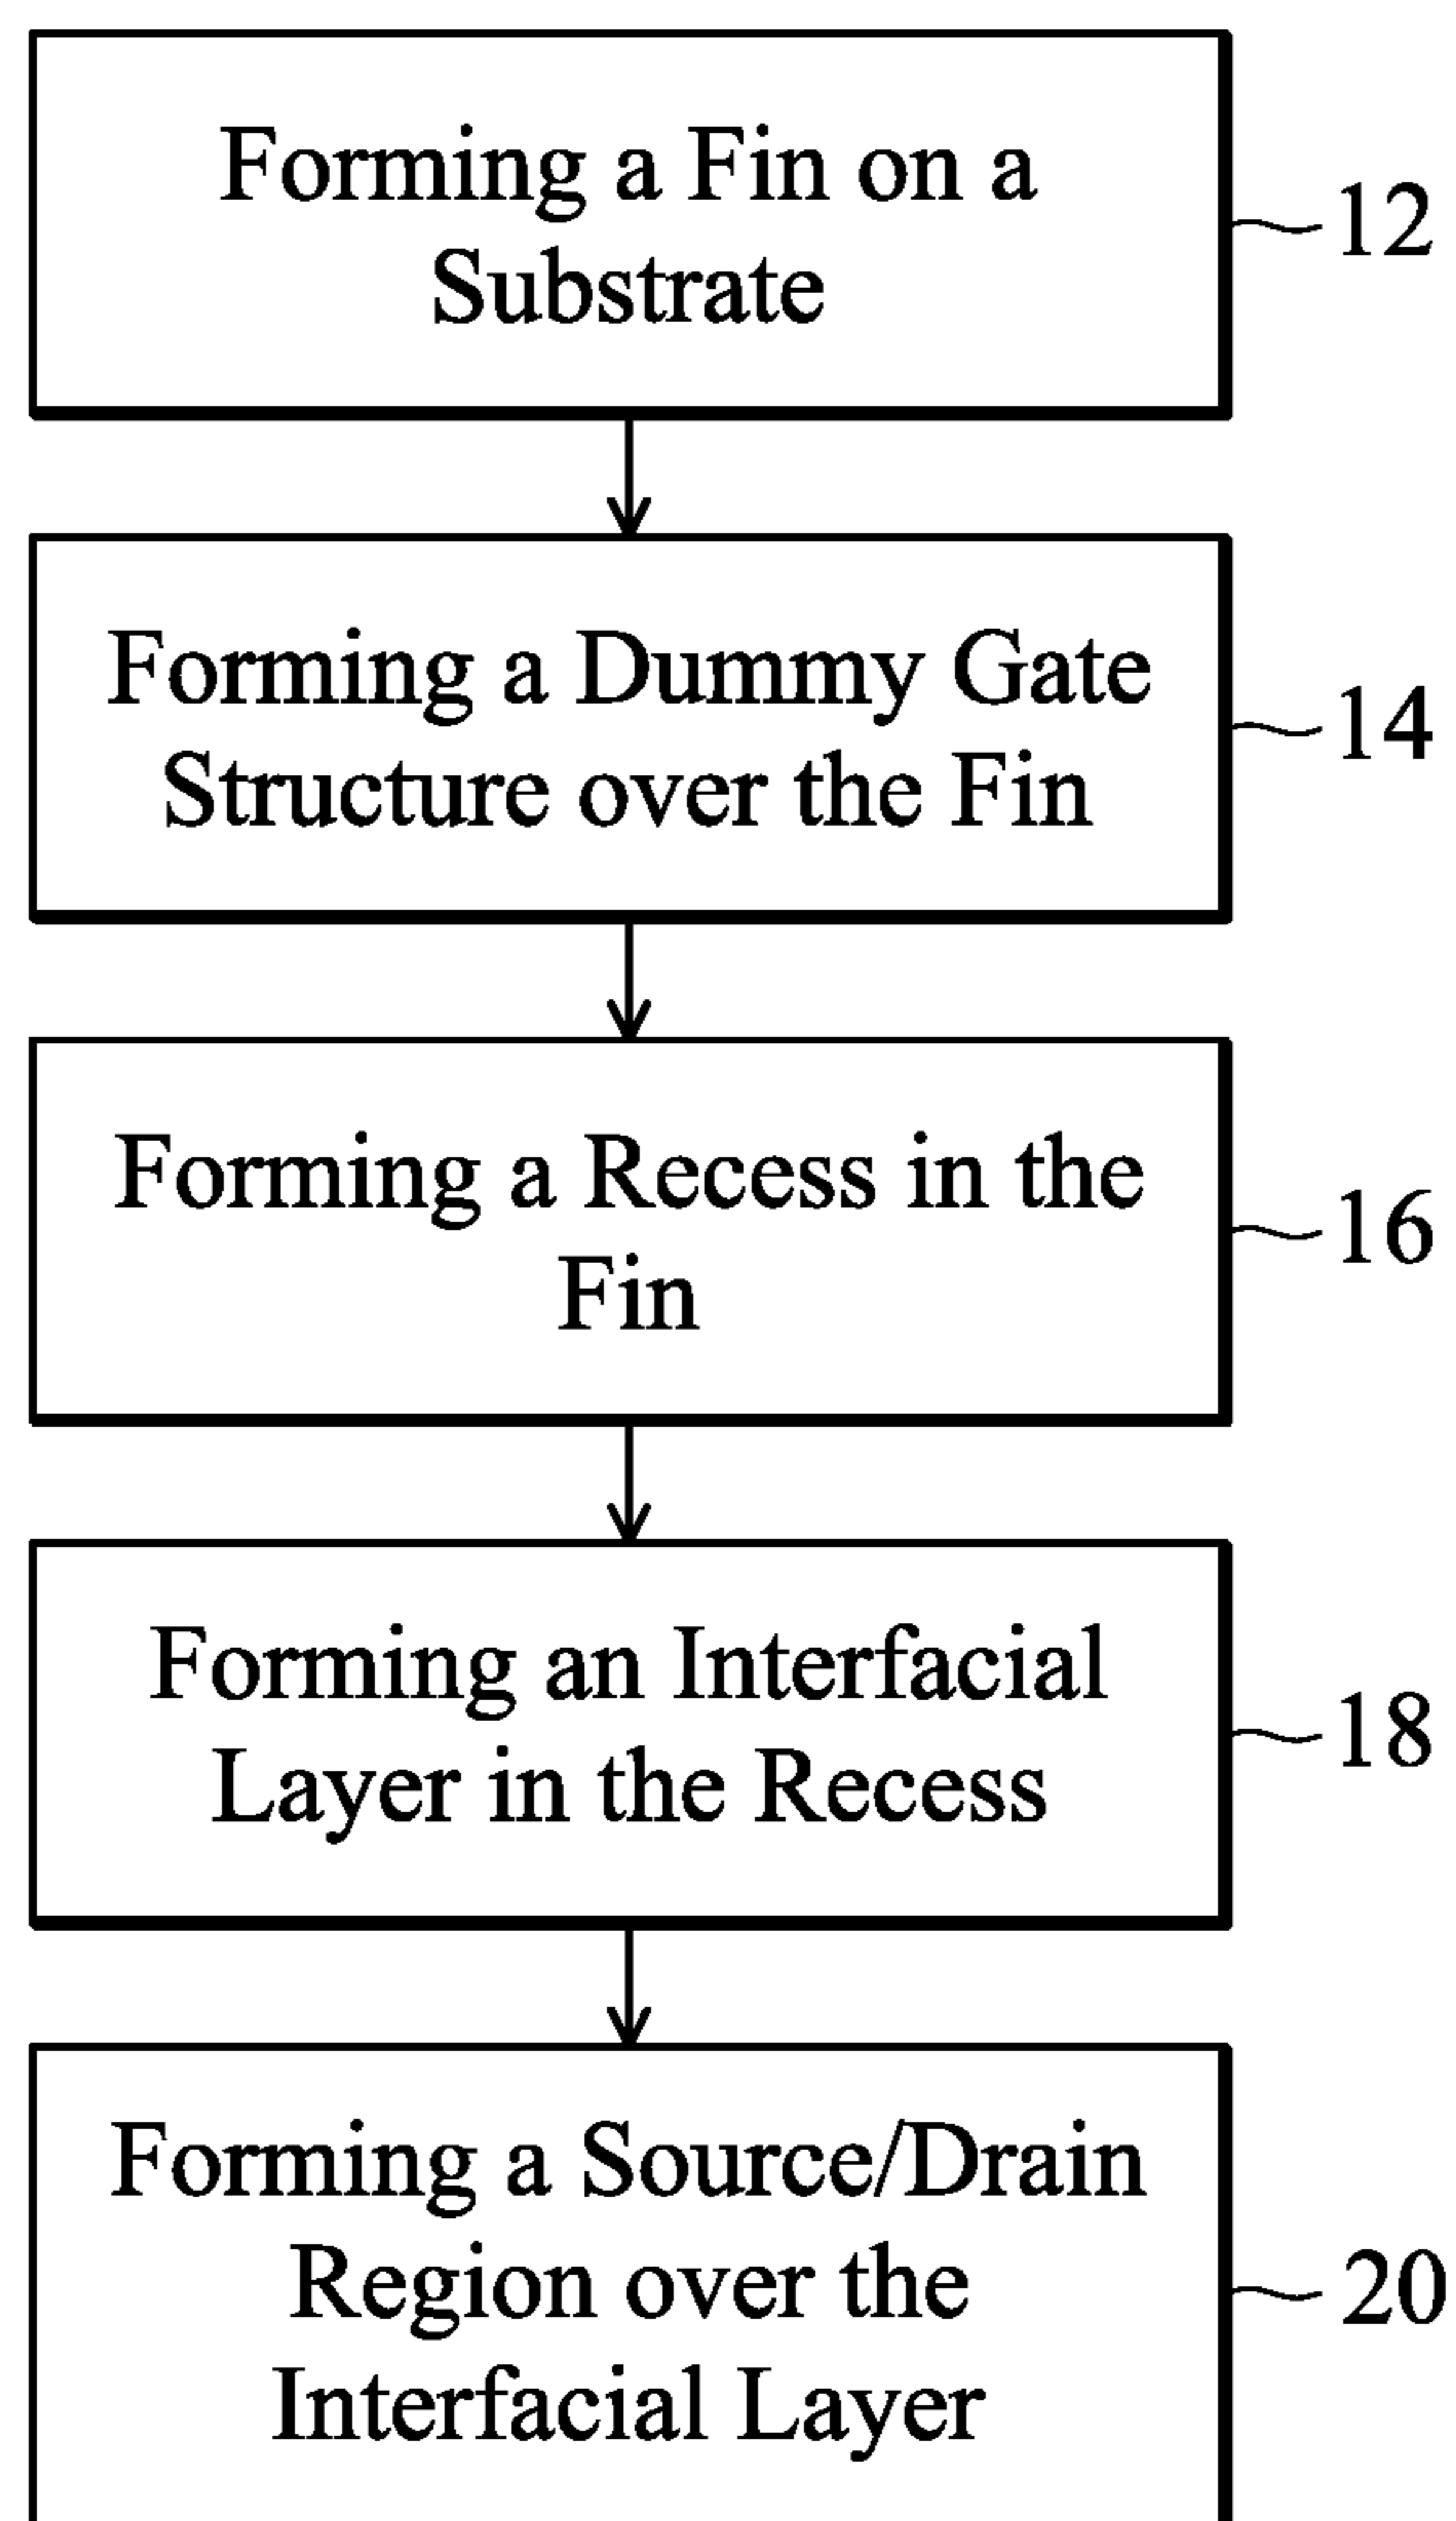 Forming a Fin on a
Substrate
12
Forming a Dummy Gate
Structure over the Fin
14
Forming a Recess in the
Fin
16
Forming an Interfacial
Layer in the Recess
18
Forming a Source/Drain
Region over the
Interfacial Layer
20